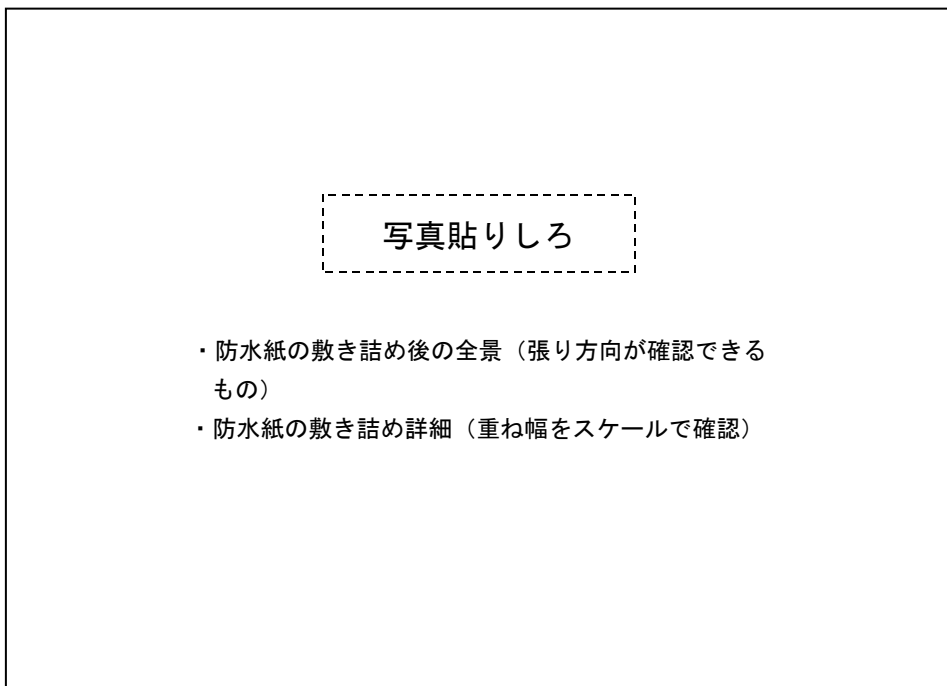 写真貼りしろ
・防水紙の敷き詰め後の全景（張り方向が確認できる
もの）
・防水紙の敷き詰め詳細（重ね幅をスケールで確認）